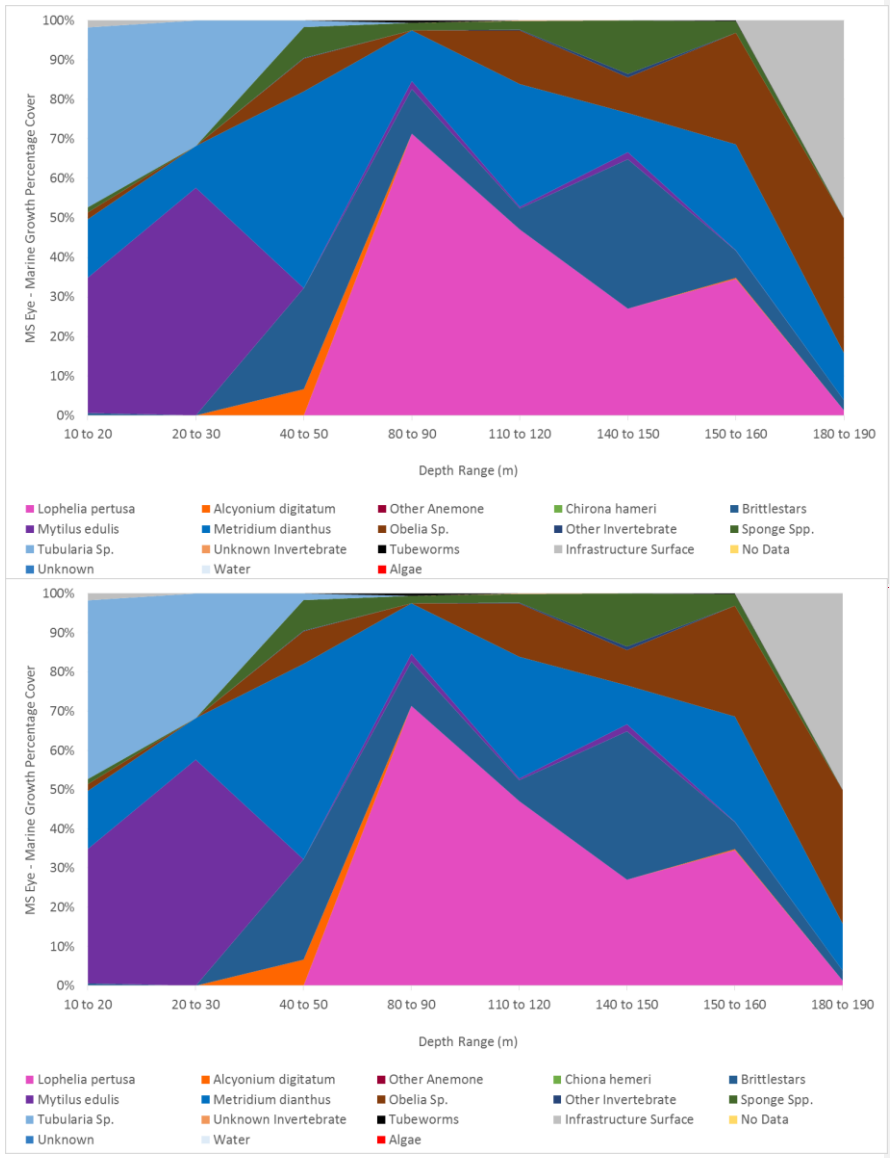 100%
90%
80%
70%
60%
50%
40%
30%
20%
10%
0%
MS Eye - Marine Growth Percentage Cover
10 to 20 20 to 30 40 to 50 80 to 90 110 to 120 140 to 150 150 to 160 180 to 190
Depth Range (m)
Lophelia pertusa Alcyonium digitatum Other Anemone Chirona hameri Brittlestars
Mytilus edulis Metridium dianthus Obelia Sp. Other Invertebrate Sponge Spp.
Tubularia Sp. Unknown Invertebrate Tubeworms Infrastructure Surface No Data
Unknown Water Algae
100%
90%
80%
70%
60%
50%
40%
30%
20%
10%
0%
MS Eye - Marine Growth Percentage Cover
10 to 20 20 to 30 40 to 50 80 to 90 110 to 120 140 to 150 150 to 160 180 to 190
Depth Range (m)
Lophelia pertusa Alcyonium digitatum Other Anemone Chiona hemeri Brittlestars
Mytilus edulis Metridium dianthus Obelia Sp. Other Invertebrate Sponge Spp.
Tubularia Sp. Unknown Invertebrate Tubeworms Infrastructure Surface No Data
Unknown Water Algae